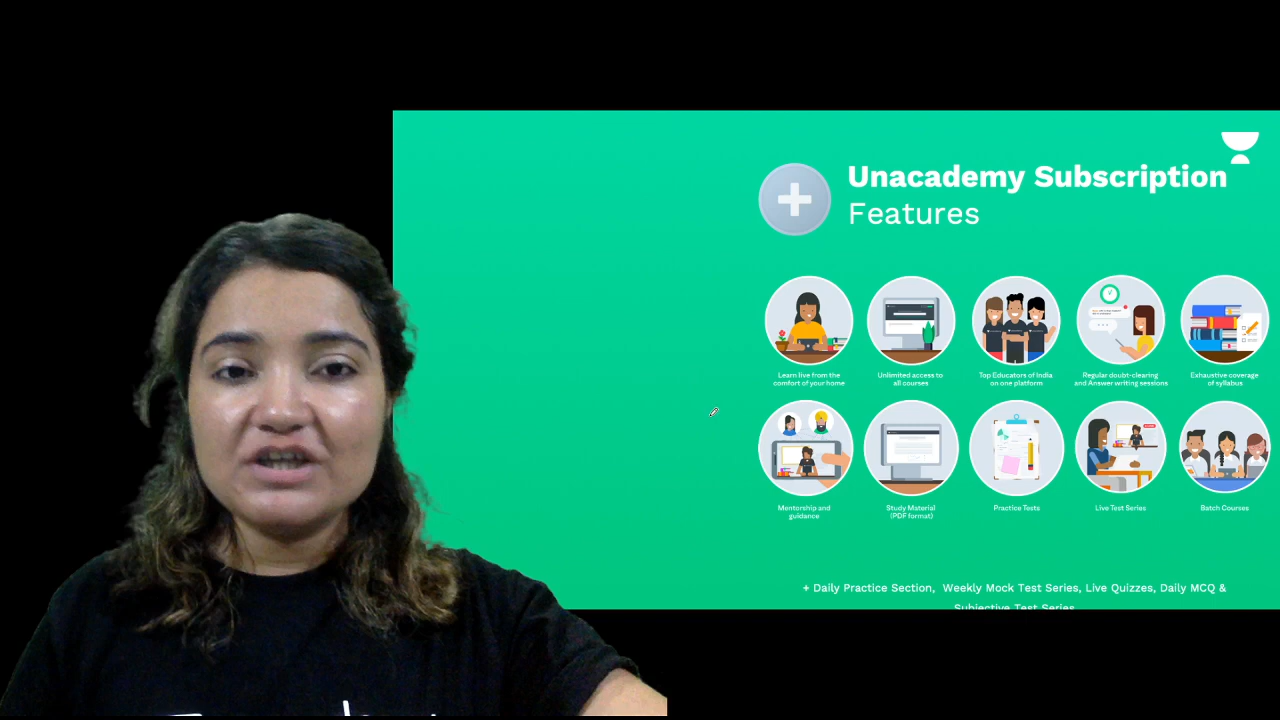 Unacademy Subscription
Features
Learn live from the
comfort of your home
Unlimited access to
all courses
Top Educators of India
on one platform
Regular doubt-clearing
and Answer writing sessions
Exhaustive coverage
of syllabus
Mentorship and
guidance
Study Material
(PDF format)
Practice Tests
Live Test Series
Batch Courses
+ Daily Practice Section, Weekly Mock Test Series, Live Quizzes, Daily MCQ &
Subjective Test Series